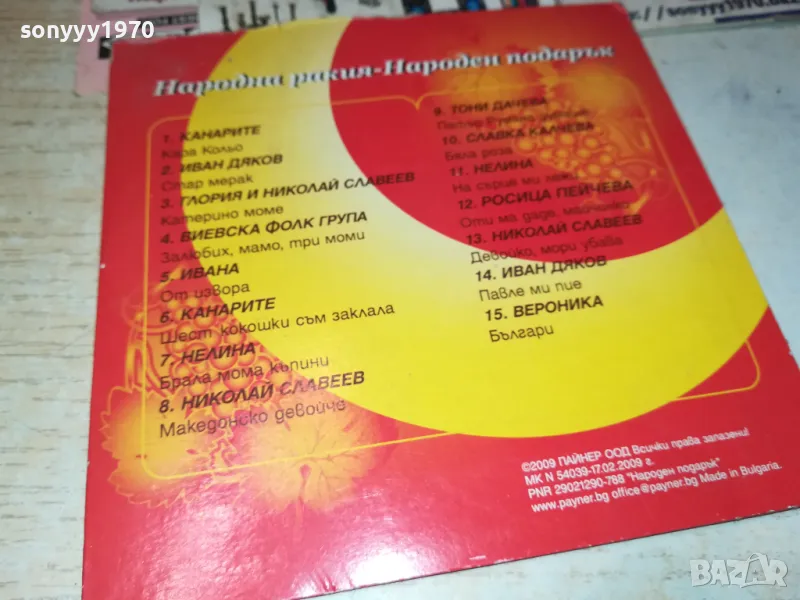 sonyyy1970
Народна ракия-Народен подарък
1. КАНАРИТЕ
Кара Кольо
2. ИВАН ДЯКОВ
Стар мерак
3. ГЛОРИЯ И НИКОЛАЙ СЛАВЕЕВ
Катерино моме
4. ВИЕВСКА ФОЛК ГРУПА
Залюбих, мамо, три моми
5. ИВАНА
От извора
6. КАНАРИТЕ
Шест кокошки съм заклала
7. НЕЛИНА
Брала мома къпини
8. НИКОЛАЙ СЛАВЕЕВ
Македонско девойче
9. ТОНИ ДАЧЕВА
10. СЛАВКА КАЛЧЕВА
Бяла роза
11. НЕЛИНА
На сърце ми лежи
12. РОСИЦА ПЕЙЧЕВА
Оти ма даде, майчинко
13. НИКОЛАЙ СЛАВЕЕВ
Девойко, мори убава
14. ИВАН ДЯКОВ
Павле ми пие
15. ВЕРОНИКА
Българи
©2009 ПАЙНЕР ООД Всички права запазени!
МК N 54039-17.02.2009 г.
PNR 29021290-788 "Народен подарък"
www.payner.bg office@payner.bg Made in Bulgaria.
BAZAR